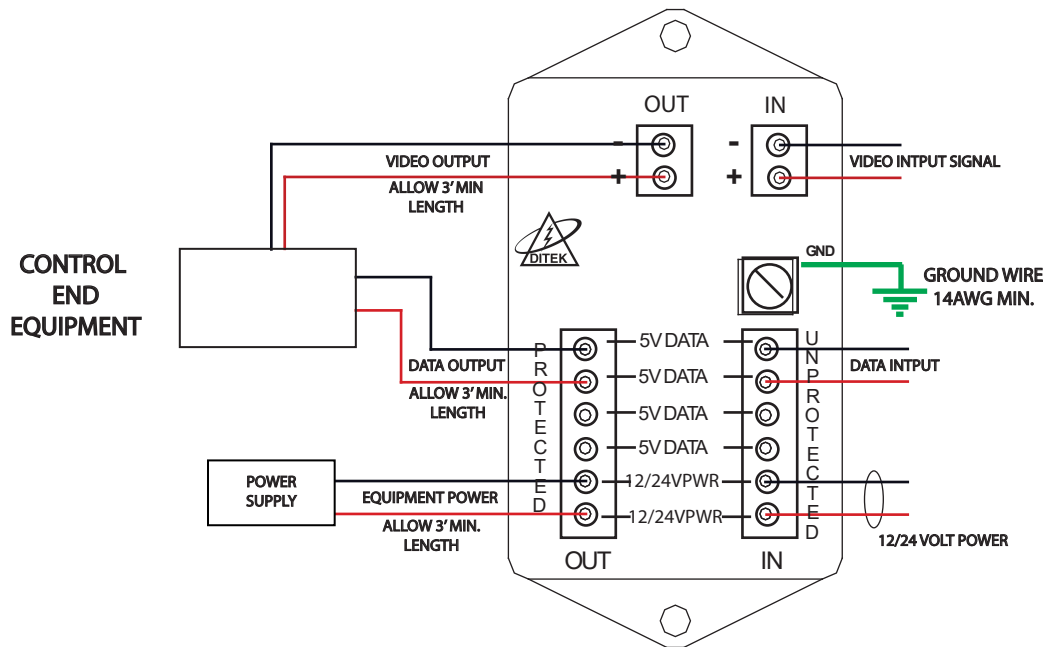 OUT
IN
-
-
VIDEO OUTPUT
VIDEO INTPUT SIGNAL
+
+
ALLOW 3' MIN
LENGTH
DITEK
CONTROL
END
EQUIPMENT
GND
GROUND WIRE
14AWG MIN.
PROTECTED
5V DATA
5V DATA
5V DATA
5V DATA
12/24VPWR
12/24VPWR
UNPROTECTED
DATA OUTPUT
ALLOW 3' MIN.
LENGTH
DATA INTPUT
POWER
SUPPLY
EQUIPMENT POWER
ALLOW 3' MIN.
LENGTH
12/24 VOLT POWER
OUT
IN